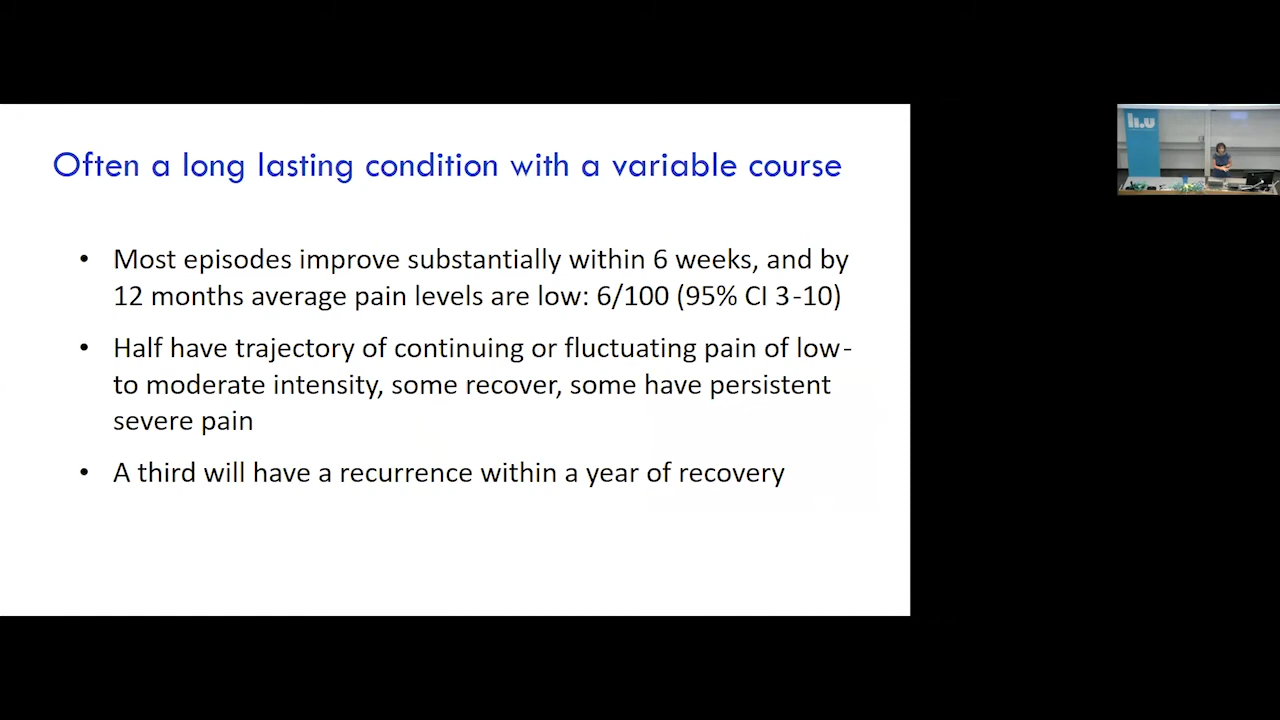 Often a long lasting condition with a variable course
• Most episodes improve substantially within 6 weeks, and by
12 months average pain levels are low: 6/100 (95% CI 3-10)
• Half have trajectory of continuing or fluctuating pain of low-
to moderate intensity, some recover, some have persistent
severe pain
• A third will have a recurrence within a year of recovery
li.u